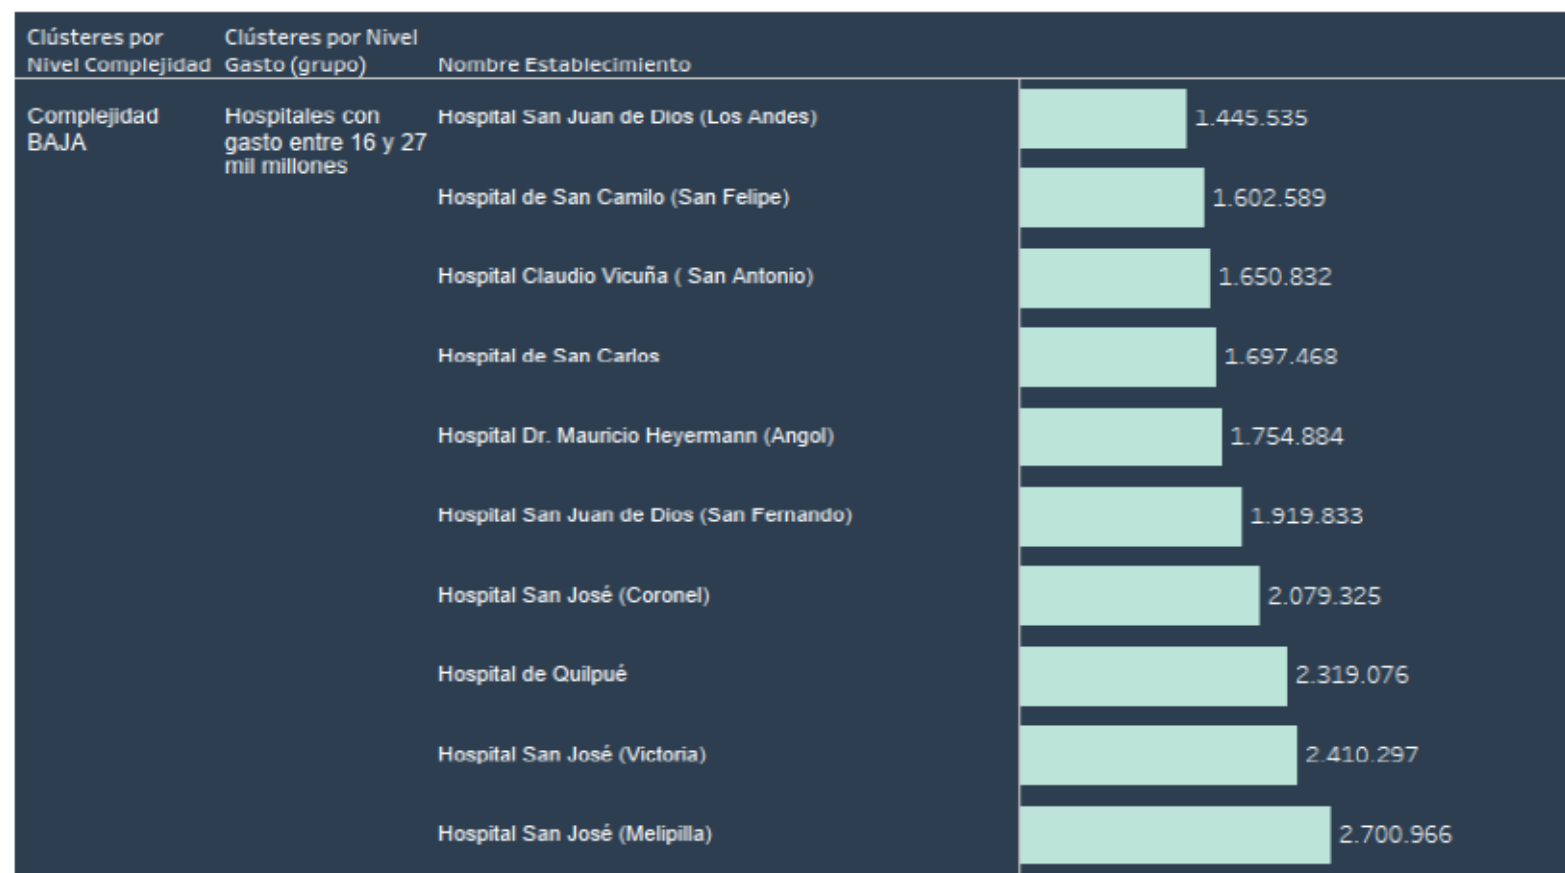 Clústeres por
Nivel Complejidad
Clústeres por Nivel
Gasto (grupo)
Nombre Establecimiento
Complejidad
BAJA
Hospitales con
gasto entre 16 y 27
mil millones
Hospital San Juan de Dios (Los Andes) 1.445.535
Hospital de San Camilo (San Felipe) 1.602.589
Hospital Claudio Vicuña ( San Antonio) 1.650.832
Hospital de San Carlos 1.697.468
Hospital Dr. Mauricio Heyermann (Angol) 1.754.884
Hospital San Juan de Dios (San Fernando) 1.919.833
Hospital San José (Coronel) 2.079.325
Hospital de Quilpué 2.319.076
Hospital San José (Victoria) 2.410.297
Hospital San José (Melipilla) 2.700.966